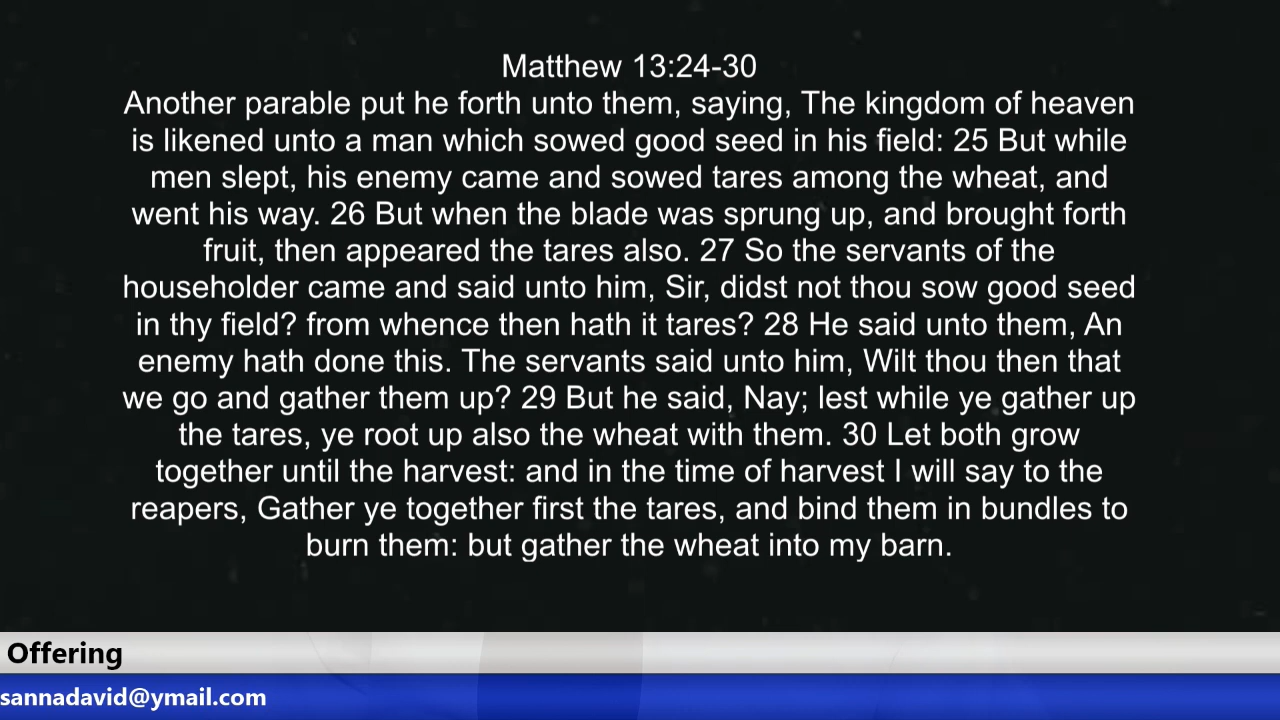 Matthew 13:24-30
Another parable put he forth unto them, saying, The kingdom of heaven
is likened unto a man which sowed good seed in his field: 25 But while
men slept, his enemy came and sowed tares among the wheat, and
went his way. 26 But when the blade was sprung up, and brought forth
fruit, then appeared the tares also. 27 So the servants of the
householder came and said unto him, Sir, didst not thou sow good seed
in thy field? from whence then hath it tares? 28 He said unto them, An
enemy hath done this. The servants said unto him, Wilt thou then that
we go and gather them up? 29 But he said, Nay; lest while ye gather up
the tares, ye root up also the wheat with them. 30 Let both grow
together until the harvest: and in the time of harvest I will say to the
reapers, Gather ye together first the tares, and bind them in bundles to
burn them: but gather the wheat into my barn.
Offering
sannadavid@ymail.com